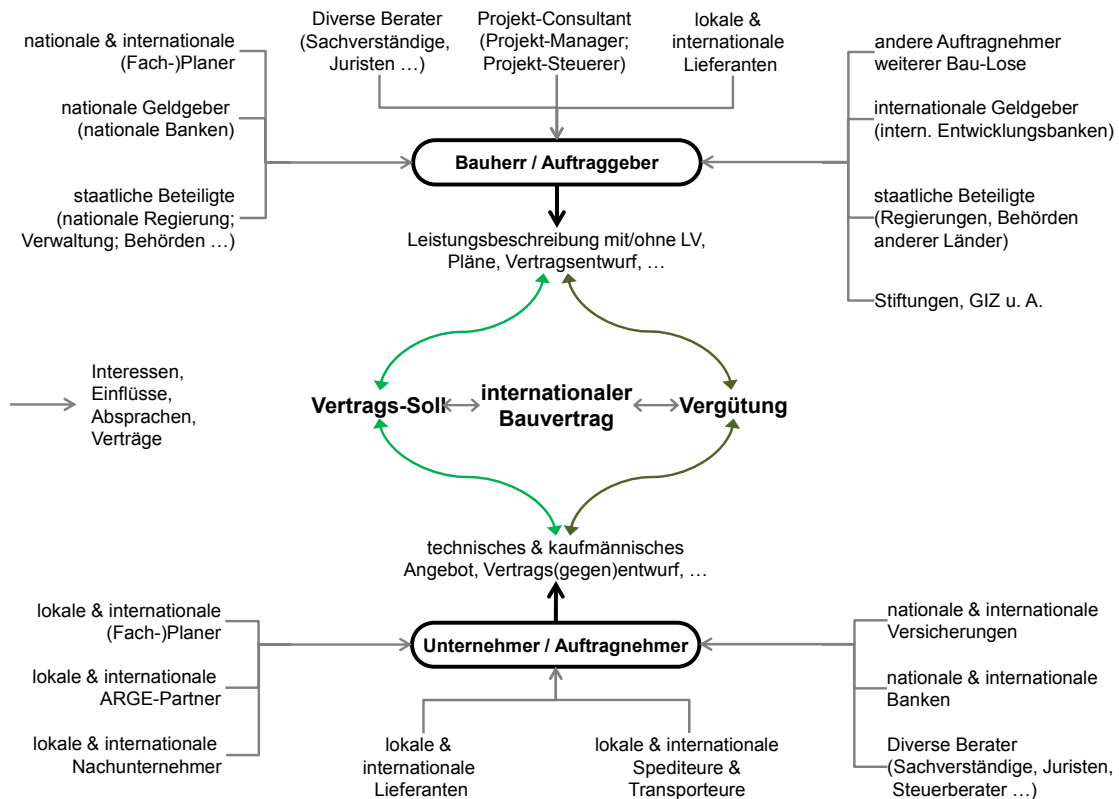 nationale & internationale
(Fach-)Planer
nationale Geldgeber
(nationale Banken)
staatliche Beteiligte
(nationale Regierung;
Verwaltung; Behörden …)
Diverse Berater
(Sachverständige,
Juristen …)
Projekt-Consultant
(Projekt-Manager;
Projekt-Steuerer)
lokale &
internationale
Lieferanten
andere Auftragnehmer
weiterer Bau-Lose
internationale Geldgeber
(intern. Entwicklungsbanken)
staatliche Beteiligte
(Regierungen, Behörden
anderer Länder)
Stiftungen, GIZ u. A.
Bauherr / Auftraggeber
Leistungsbeschreibung mit/ohne LV,
Pläne, Vertragsentwurf, …
Interessen,
Einflüsse,
Absprachen,
Verträge
Vertrags-Soll
internationaler
Bauvertrag
Vergütung
technisches & kaufmännisches
Angebot, Vertrags(gegen)entwurf, …
Unternehmer / Auftragnehmer
lokale & internationale
(Fach-)Planer
lokale & internationale
ARGE-Partner
lokale & internationale
Nachunternehmer
lokale &
internationale
Lieferanten
lokale & internationale
Spediteure &
Transporteure
nationale & internationale
Versicherungen
nationale & internationale
Banken
Diverse Berater
(Sachverständige, Juristen,
Steuerberater …)